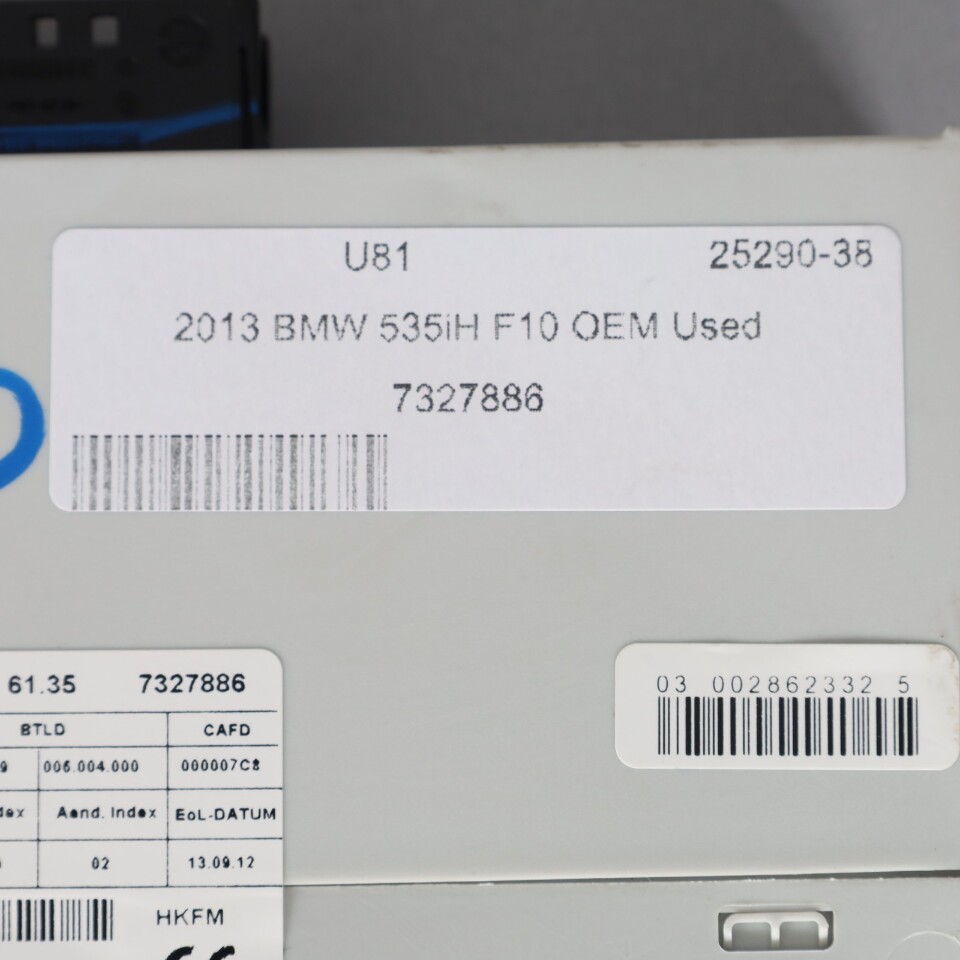 U81 25290-38
2013 BMW 535iH F10 OEM Used
7327886
61.35 7327886
BTLD CAFD
006.004.000 000007C8
Aend. Index EoL-DATUM
02 13.09.12
HKFM
03 002862332 5